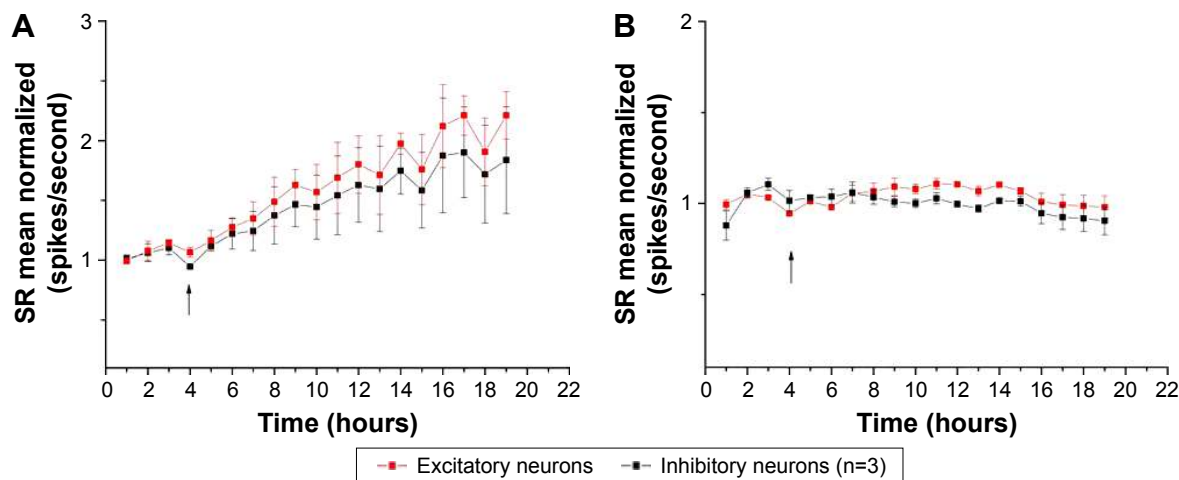 A
SR mean normalized
(spikes/second)
3
2
1
0 2 4 6 8 10 12 14 16 18 20 22
Time (hours)
B
SR mean normalized
(spikes/second)
2
1
0 2 4 6 8 10 12 14 16 18 20 22
Time (hours)
Excitatory neurons Inhibitory neurons (n=3)